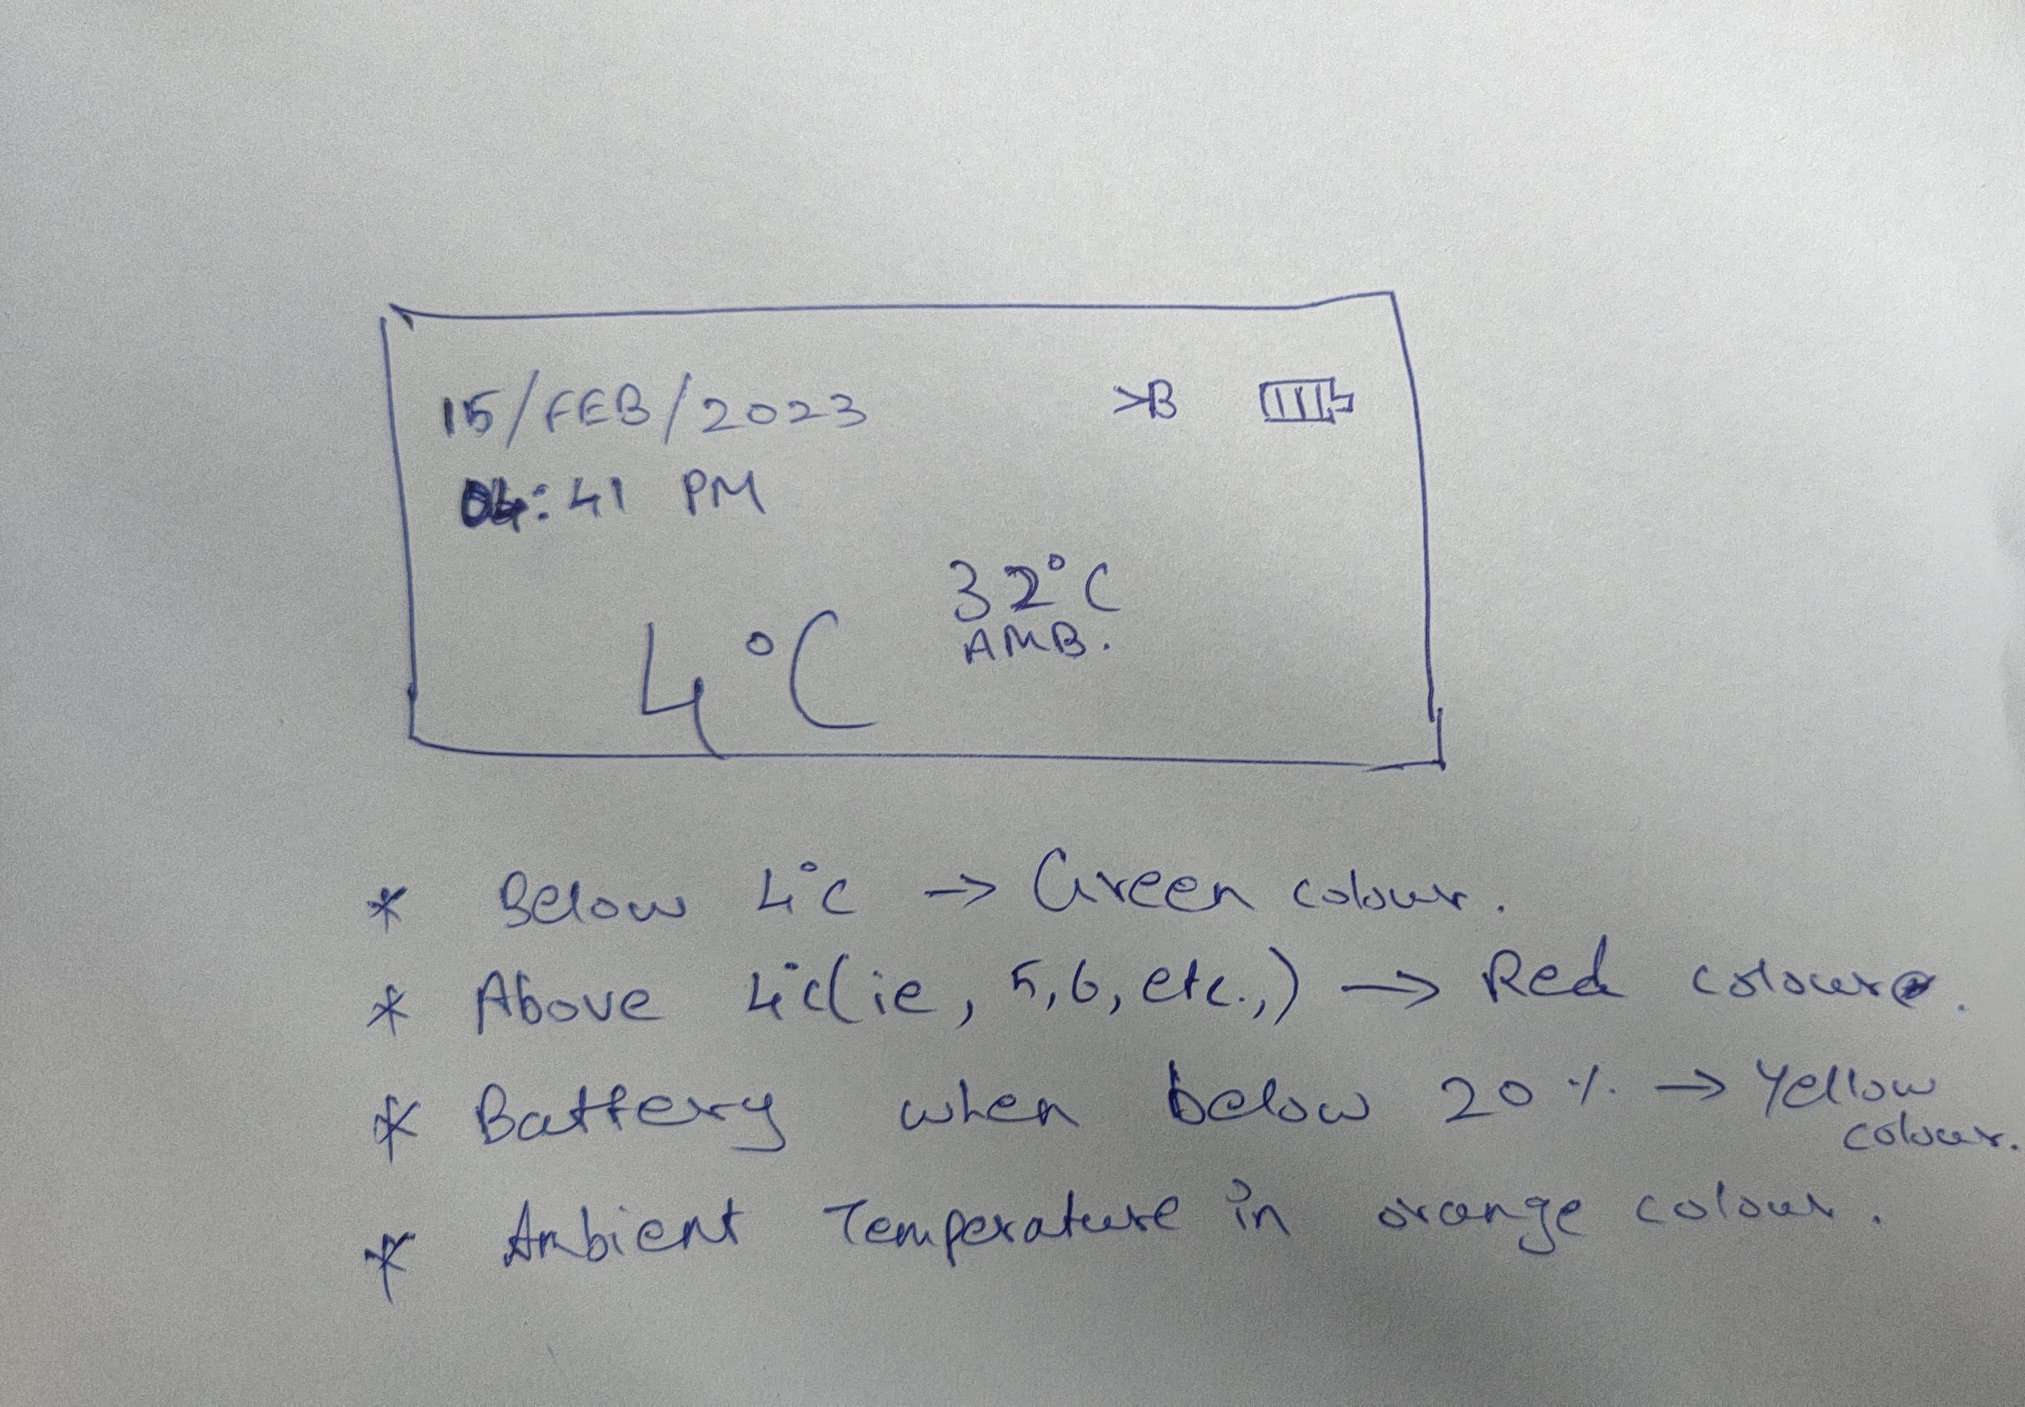 15/FEB/2023
04:41 PM
32°C
AMB.
4°C
* Below 4°C → Green colour.
* Above 4°C (ie, 5,6, etc.,) → Red colour.
* Battery when below 20 % → Yellow
colour.
* Ambient Temperature in orange colour.